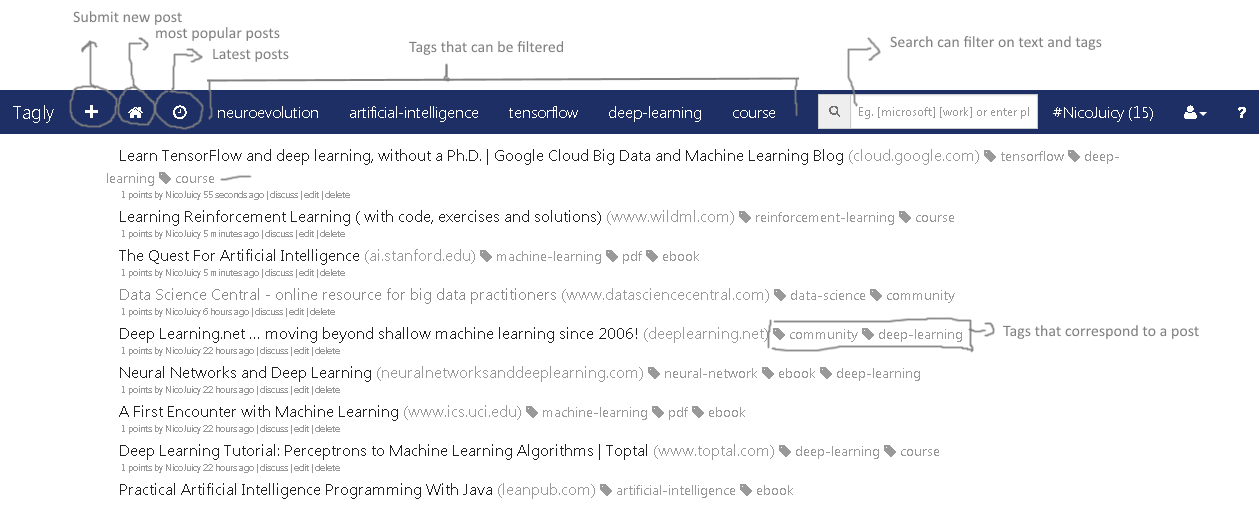 Submit new post
most popular posts
Latest posts
Tags that can be filtered
Search can filter on text and tags
Tagly neuroevolution artificial-intelligence tensorflow deep-learning course Eg. [microsoft] [work] or enter pl #NicoJuicy (15) ?
Learn TensorFlow and deep learning, without a Ph.D. | Google Cloud Big Data and Machine Learning Blog (cloud.google.com) tensorflow deep-
learning course
1 points by NicoJuicy 55 seconds ago | discuss | edit | delete
Learning Reinforcement Learning ( with code, exercises and solutions) (www.wildml.com) reinforcement-learning course
1 points by NicoJuicy 5 minutes ago | discuss | edit | delete
The Quest For Artificial Intelligence (ai.stanford.edu) machine-learning pdf ebook
1 points by NicoJuicy 5 minutes ago | discuss | edit | delete
Data Science Central - online resource for big data practitioners (www.datasciencecentral.com) data-science community
1 points by NicoJuicy 6 hours ago | discuss | edit | delete
Deep Learning.net ... moving beyond shallow machine learning since 2006! (deeplearning.net) community deep-learning
Tags that correspond to a post
1 points by NicoJuicy 22 hours ago | discuss | edit | delete
Neural Networks and Deep Learning (neuralnetworksanddeeplearning.com) neural-network ebook deep-learning
1 points by NicoJuicy 22 hours ago | discuss | edit | delete
A First Encounter with Machine Learning (www.ics.uci.edu) machine-learning pdf ebook
1 points by NicoJuicy 22 hours ago | discuss | edit | delete
Deep Learning Tutorial: Perceptrons to Machine Learning Algorithms | Toptal (www.toptal.com) deep-learning course
1 points by NicoJuicy 22 hours ago | discuss | edit | delete
Practical Artificial Intelligence Programming With Java (leanpub.com) artificial-intelligence ebook